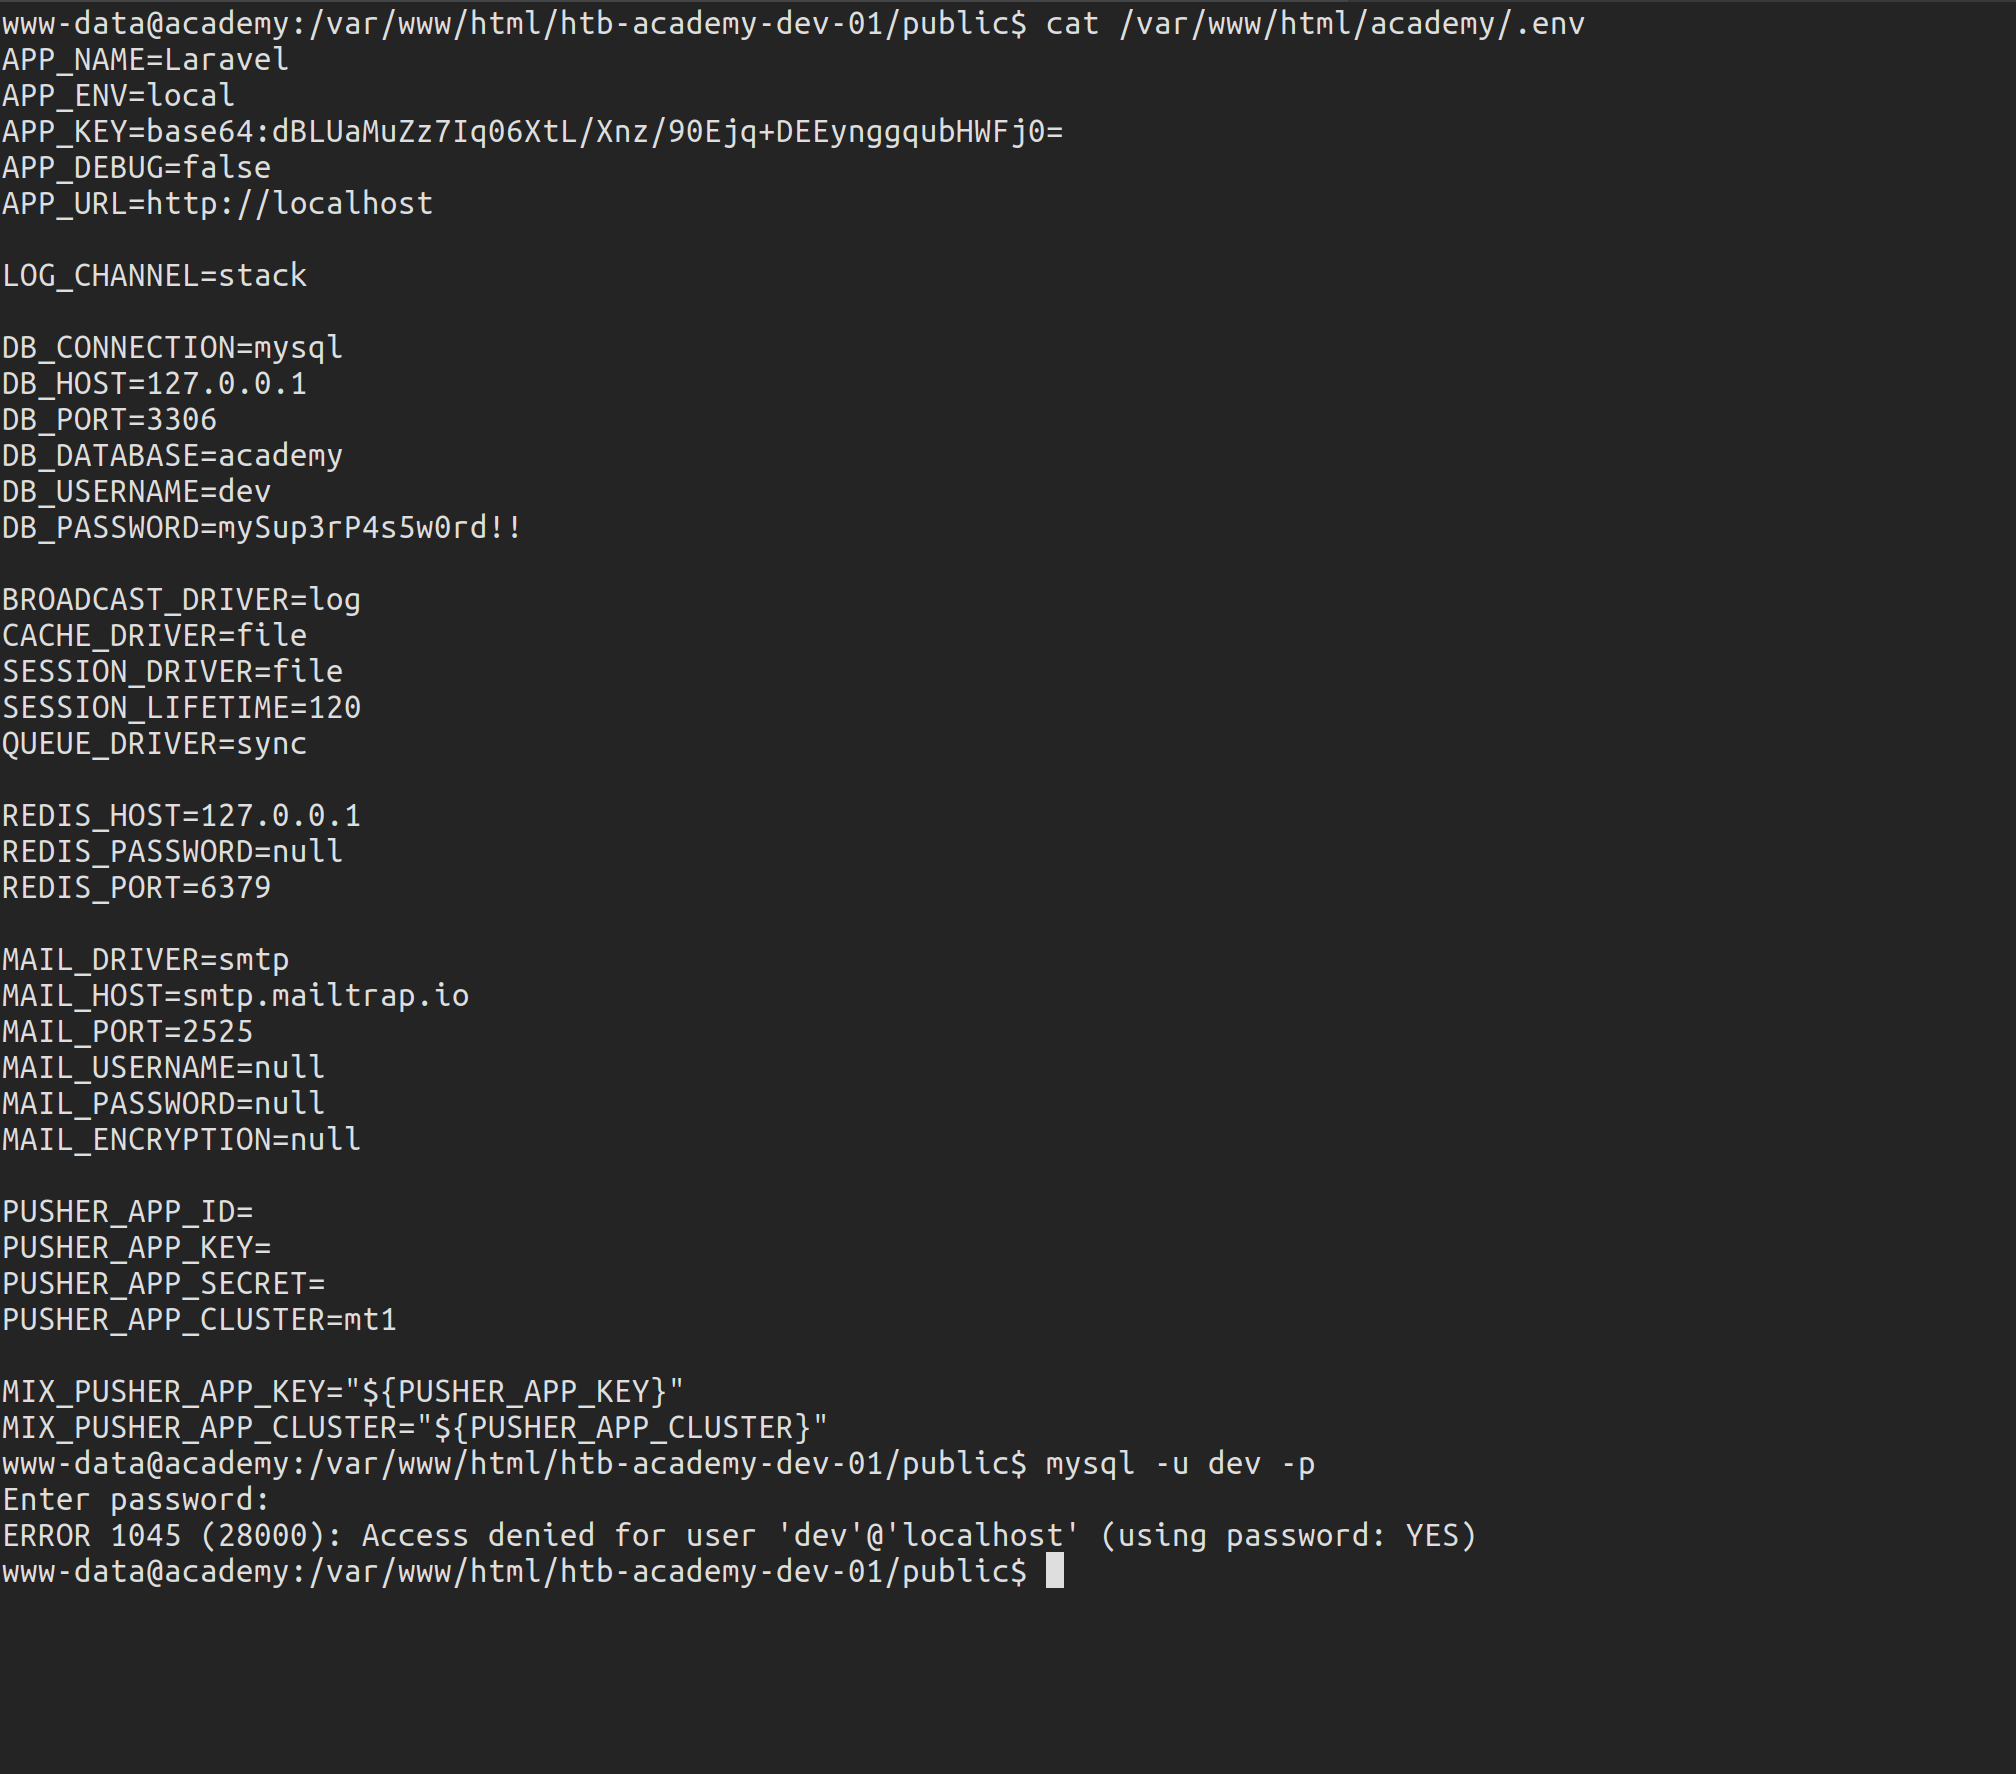 www-data@academy:/var/www/html/htb-academy-dev-01/public$ cat /var/www/html/academy/.env
APP_NAME=Laravel
APP_ENV=local
APP_KEY=base64:dBLUaMuZz7Iq06XtL/Xnz/90Ejq+DEEynggqubHWFj0=
APP_DEBUG=false
APP_URL=http://localhost

LOG_CHANNEL=stack

DB_CONNECTION=mysql
DB_HOST=127.0.0.1
DB_PORT=3306
DB_DATABASE=academy
DB_USERNAME=dev
DB_PASSWORD=mySup3rP4s5w0rd!!

BROADCAST_DRIVER=log
CACHE_DRIVER=file
SESSION_DRIVER=file
SESSION_LIFETIME=120
QUEUE_DRIVER=sync

REDIS_HOST=127.0.0.1
REDIS_PASSWORD=null
REDIS_PORT=6379

MAIL_DRIVER=smtp
MAIL_HOST=smtp.mailtrap.io
MAIL_PORT=2525
MAIL_USERNAME=null
MAIL_PASSWORD=null
MAIL_ENCRYPTION=null

PUSHER_APP_ID=
PUSHER_APP_KEY=
PUSHER_APP_SECRET=
PUSHER_APP_CLUSTER=mt1

MIX_PUSHER_APP_KEY="${PUSHER_APP_KEY}"
MIX_PUSHER_APP_CLUSTER="${PUSHER_APP_CLUSTER}"
www-data@academy:/var/www/html/htb-academy-dev-01/public$ mysql -u dev -p
Enter password:
ERROR 1045 (28000): Access denied for user 'dev'@'localhost' (using password: YES)
www-data@academy:/var/www/html/htb-academy-dev-01/public$